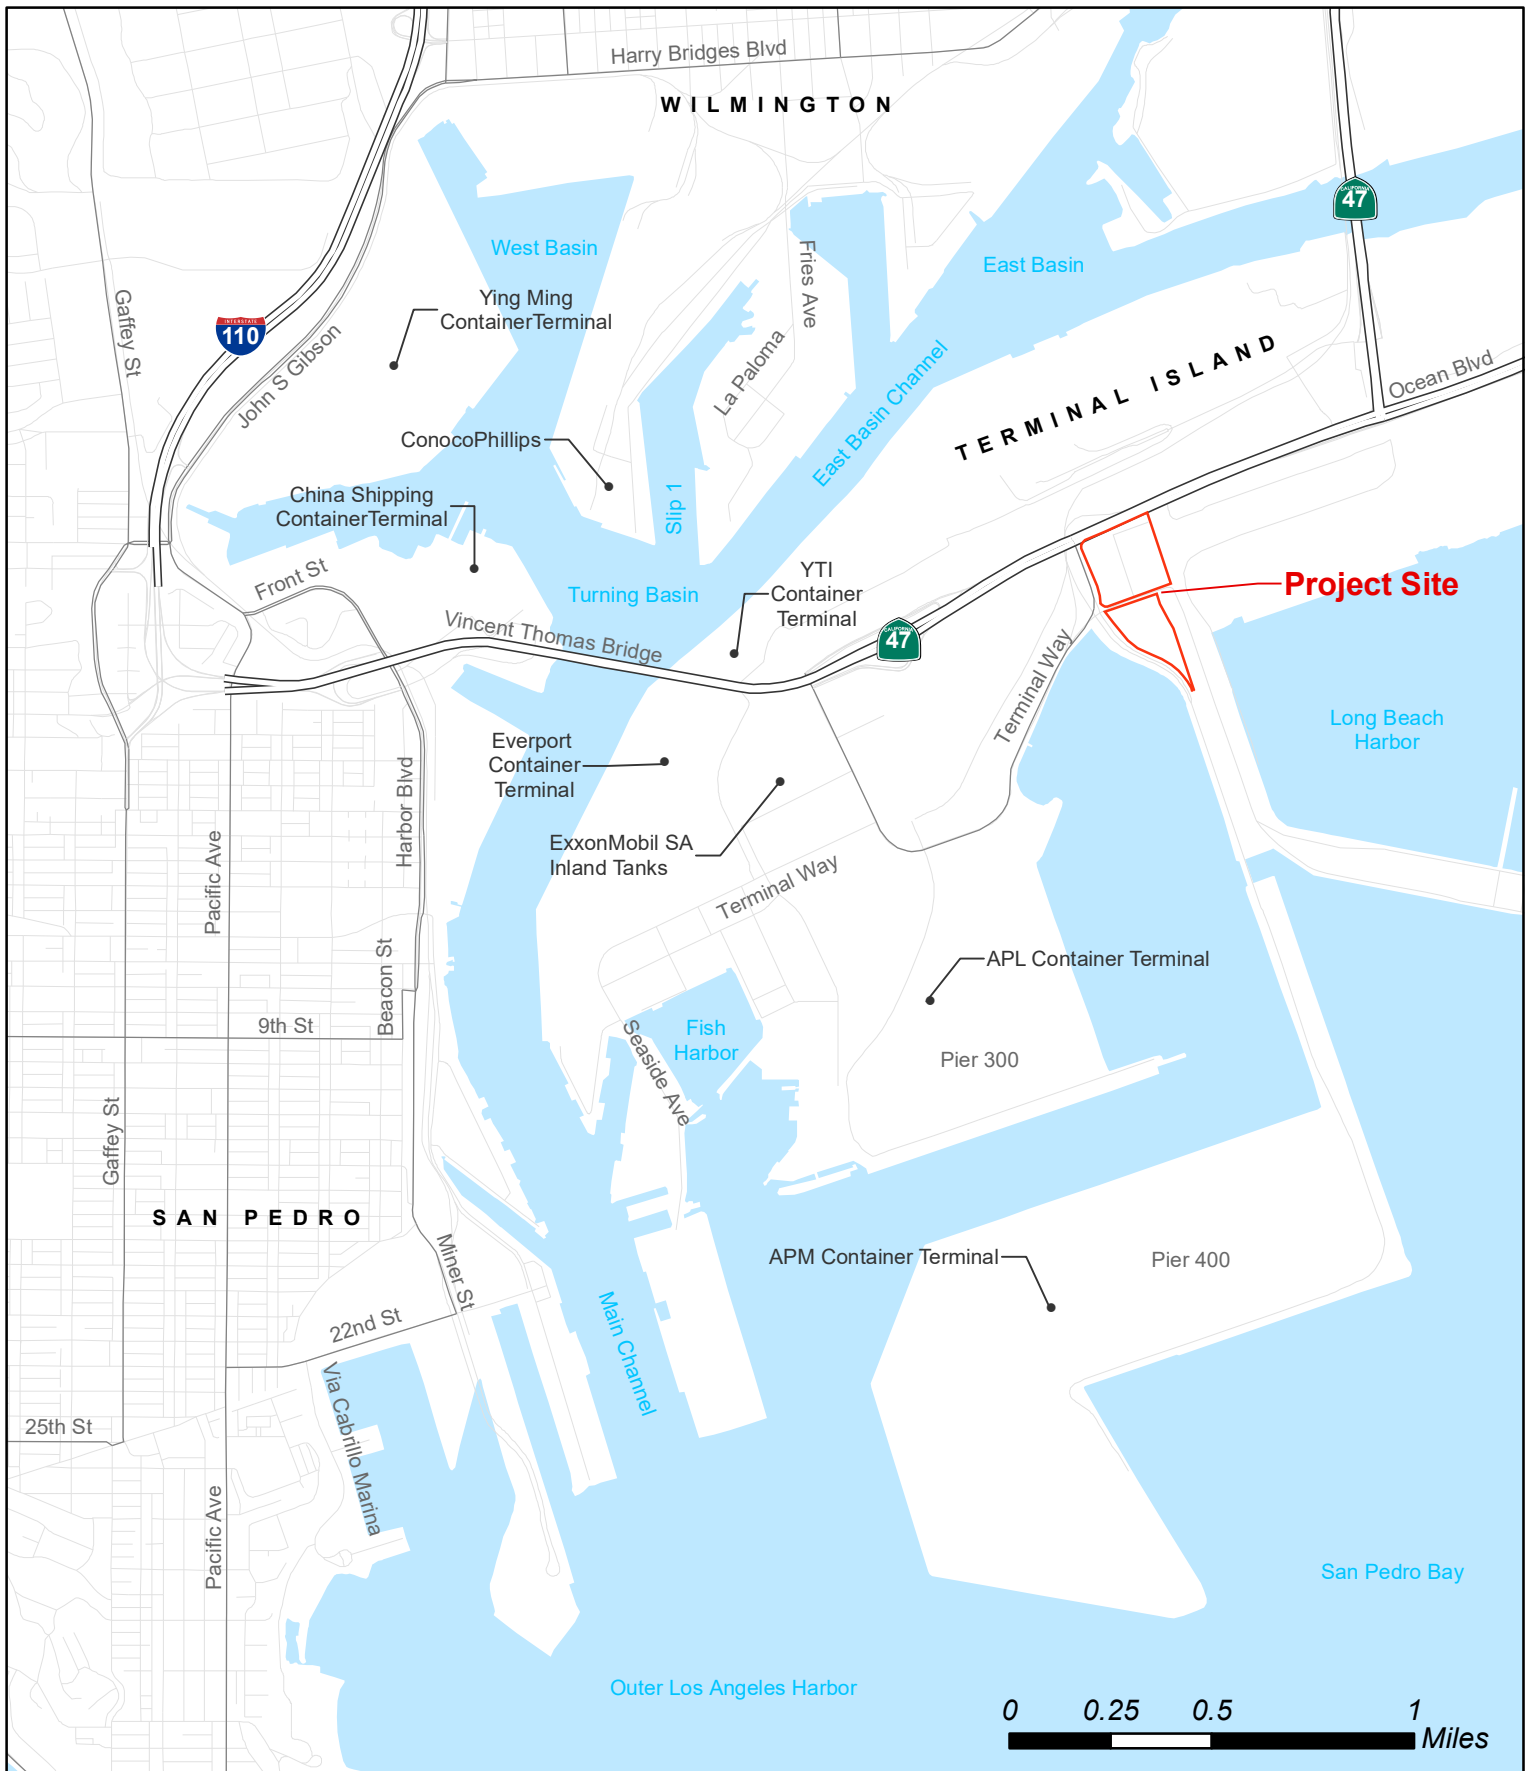 Harry Bridges Blvd
WILMINGTON
CALIFORNIA
47
West Basin
Fries Ave
East Basin
Gaffey St
Ying Ming
ContainerTerminal
INTERSTATE
110
John S Gibson
La Paloma
East Basin Channel
TERMINAL ISLAND
Ocean Blvd
ConocoPhillips
China Shipping
ContainerTerminal
Slip 1
Front St
Turning Basin
YTI
Container
Terminal
Project Site
Vincent Thomas Bridge
CALIFORNIA
47
Terminal Way
Long Beach
Harbor
Everport
Container
Terminal
Harbor Blvd
Pacific Ave
ExxonMobil SA
Inland Tanks
Terminal Way
Beacon St
APL Container Terminal
9th St
Fish
Harbor
Seaside Ave
Pier 300
Gaffey St
SAN PEDRO
Miner St
APM Container Terminal
Pier 400
22nd St
Main Channel
Via Cabrillo Marina
25th St
Pacific Ave
San Pedro Bay
Outer Los Angeles Harbor
0 0.25 0.5 1
Miles